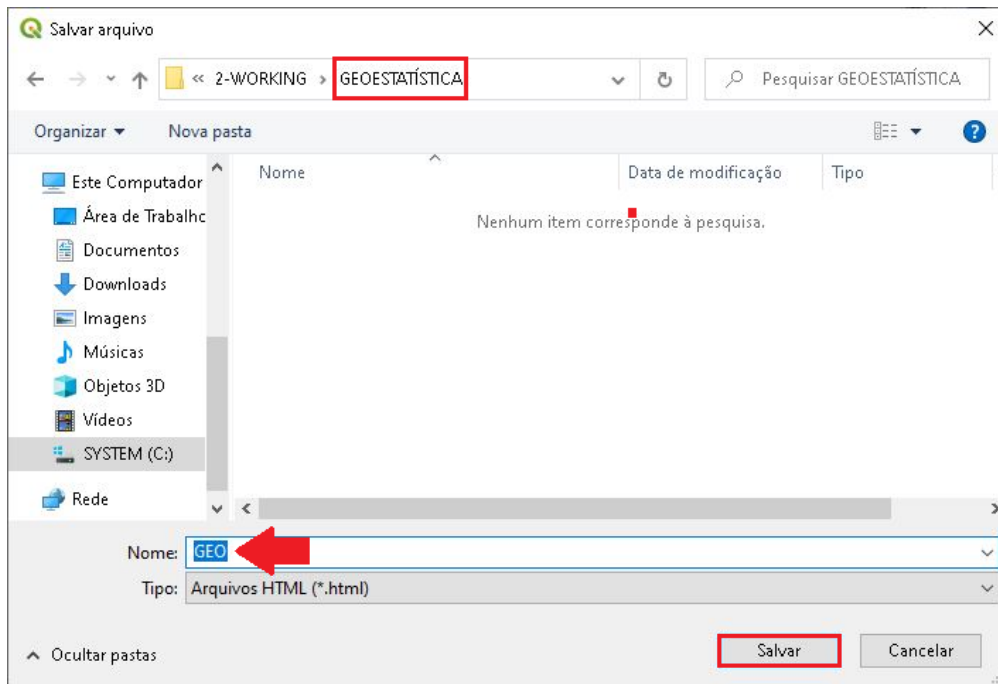 Salvar arquivo
« 2-WORKING › GEOESTATÍSTICA
Pesquisar GEOESTATÍSTICA
Organizar Nova pasta
Nome Data de modificação Tipo
Nenhum item corresponde à pesquisa.
Este Computador
Área de Trabalhc
Documentos
Downloads
Imagens
Músicas
Objetos 3D
Vídeos
SYSTEM (C:)
Rede
Nome: GEO
Tipo: Arquivos HTML (*.html)
Ocultar pastas Salvar Cancelar